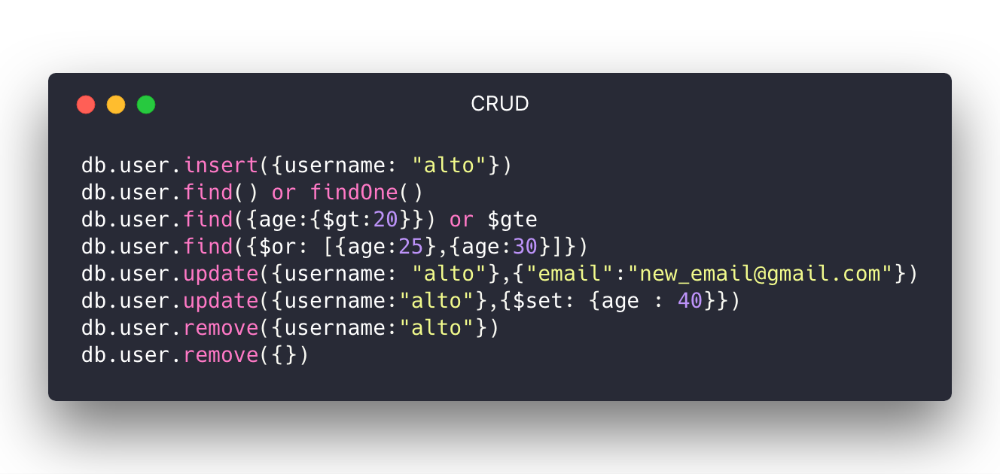 CRUD
db.user.insert({username: "alto"})
db.user.find() or findOne()
db.user.find({age:{$gt:20}}) or $gte
db.user.find({$or: [{age:25},{age:30}]})
db.user.update({username: "alto"},{"email":"new_email@gmail.com"})
db.user.update({username:"alto"},{$set: {age : 40}})
db.user.remove({username:"alto"})
db.user.remove({})